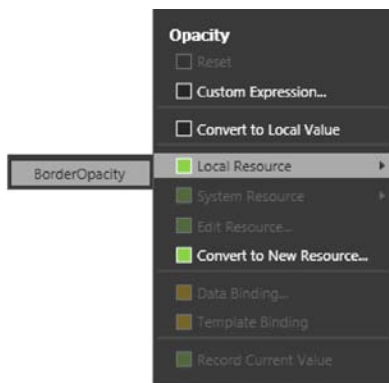 Opacity
Reset
Custom Expression...
Convert to Local Value
Local Resource
BorderOpacity
System Resource
Edit Resource...
Convert to New Resource...
Data Binding...
Template Binding
Record Current Value